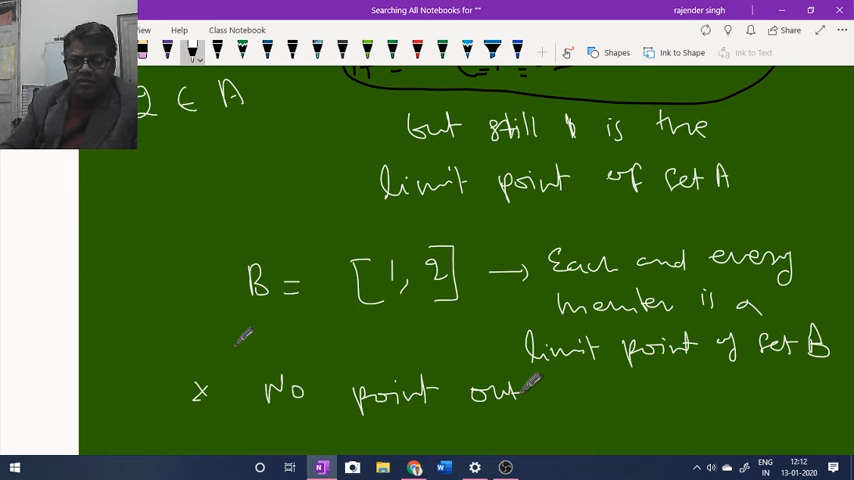 Searching All Notebooks for ""
rajender singh
View Help Class Notebook
Share
Shapes Ink to Shape Ink to Text
2 ∈ A
but still 1 is the
limit point of set A
B = [1, 2] → Each and every
member is a
limit point of set B
x No point out
ENG 12:12
IN 13-01-2020